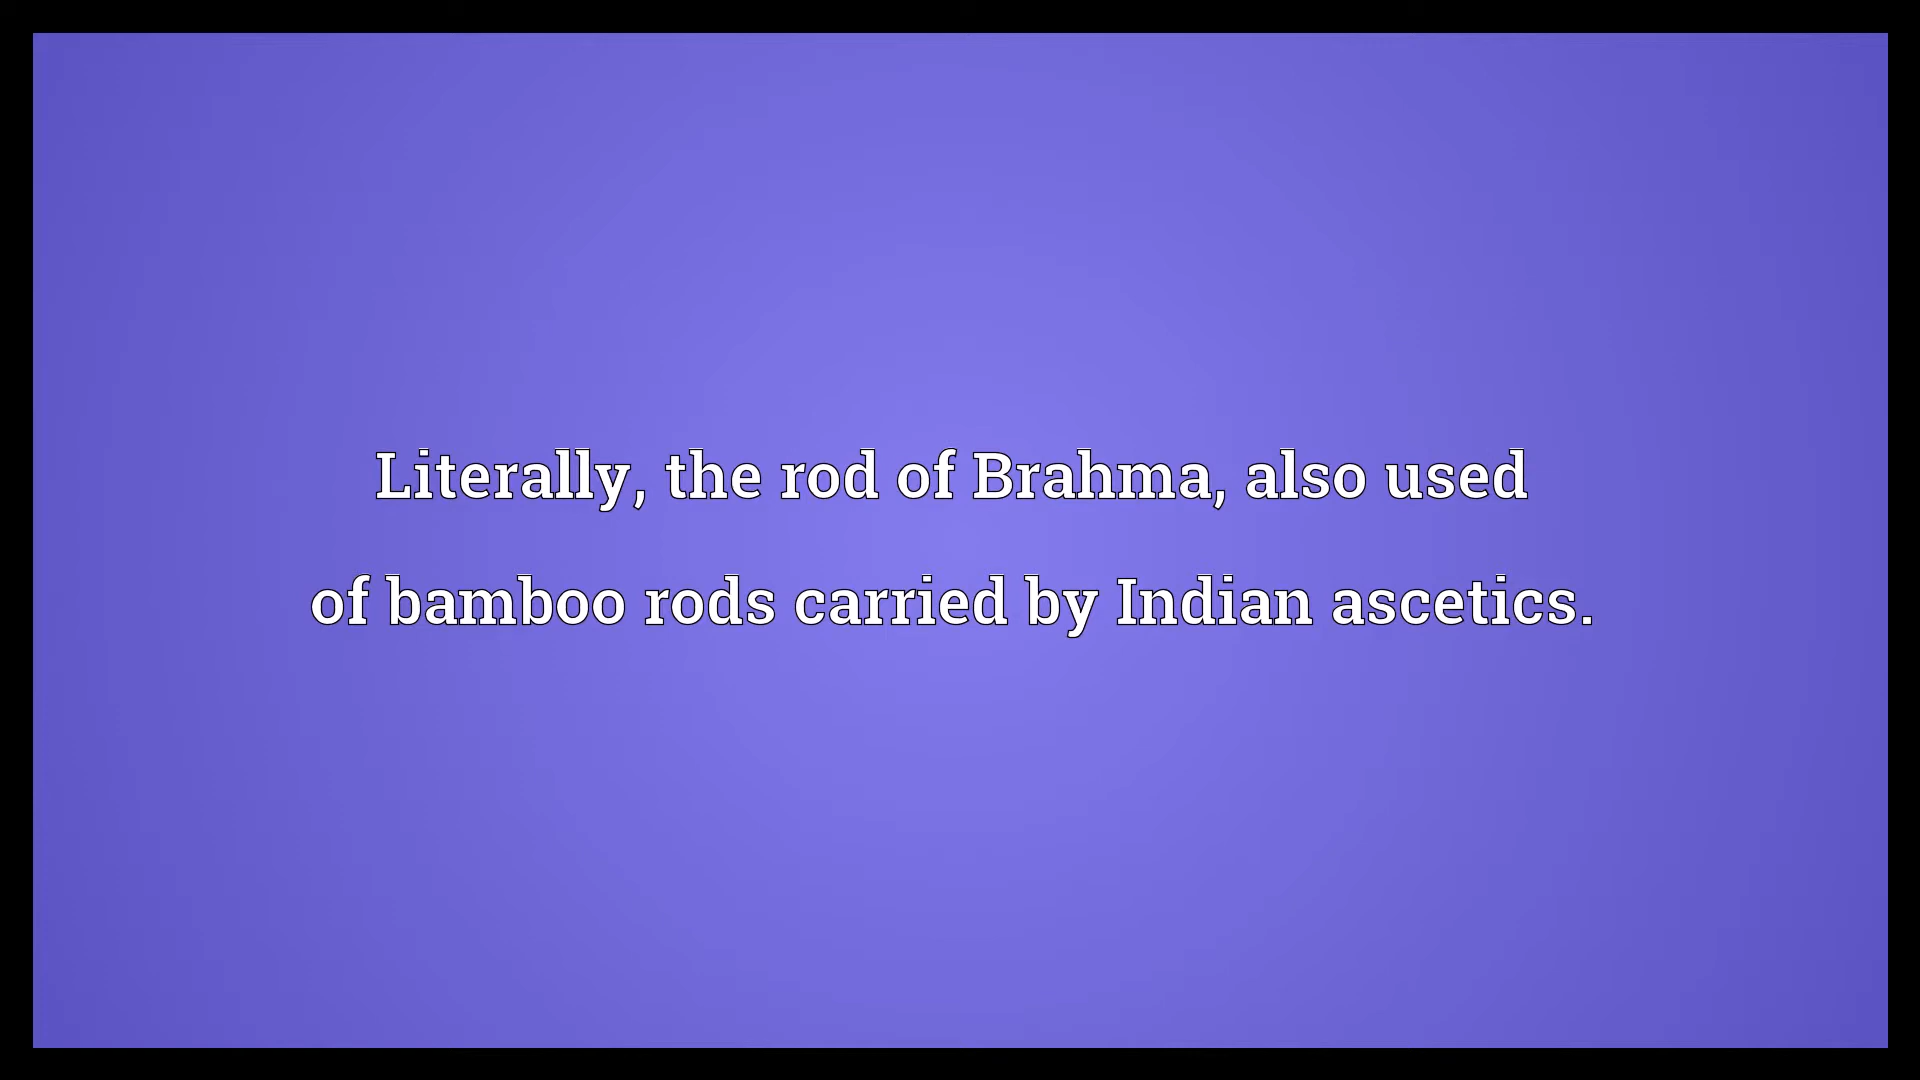 Literally, the rod of Brahma, also used
of bamboo rods carried by Indian ascetics.